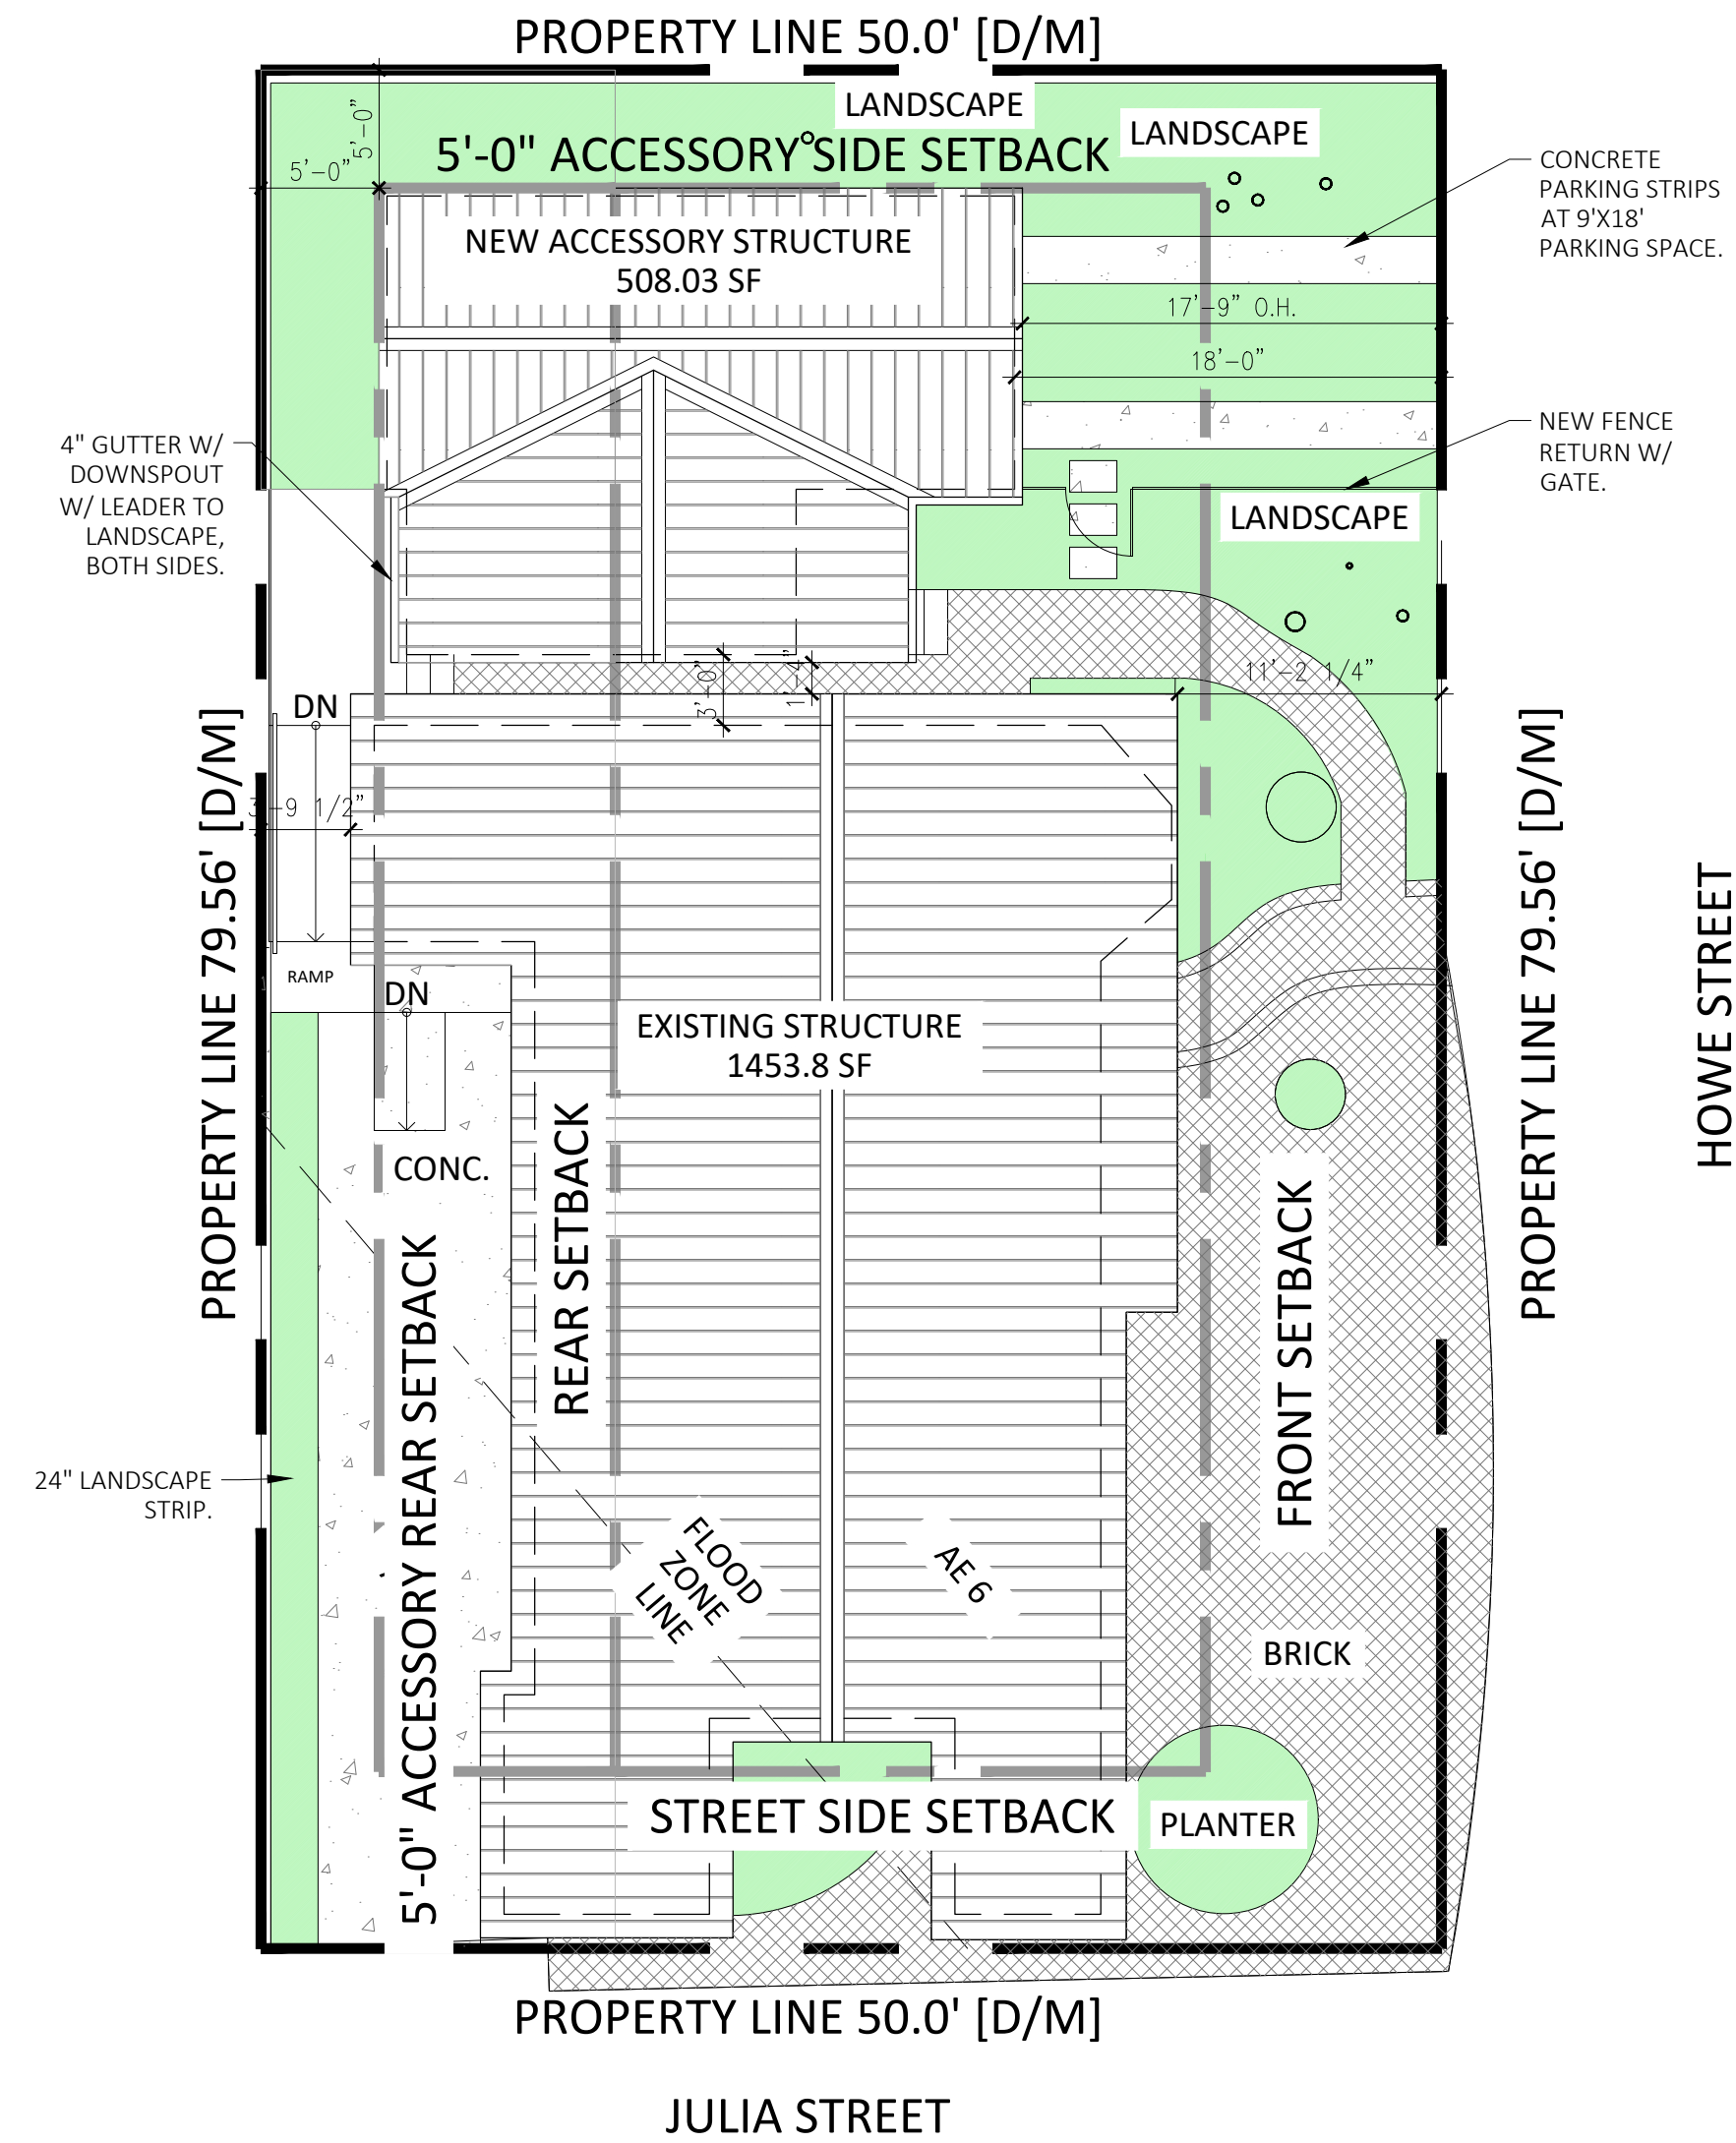 PROPERTY LINE 50.0' [D/M]
LANDSCAPE
LANDSCAPE
5'-0" ACCESSORY SIDE SETBACK
5'-0"
5'-0"
CONCRETE
PARKING STRIPS
AT 9'X18'
PARKING SPACE.
NEW ACCESSORY STRUCTURE
508.03 SF
17'-9" O.H.
18'-0"
4" GUTTER W/
DOWNSPOUT
W/ LEADER TO
LANDSCAPE,
BOTH SIDES.
NEW FENCE
RETURN W/
GATE.
LANDSCAPE
3'-0"
1'-4"
11'-2 1/4"
DN
3'-9 1/2"
PROPERTY LINE 79.56' [D/M]
PROPERTY LINE 79.56' [D/M]
HOWE STREET
RAMP
DN
EXISTING STRUCTURE
1453.8 SF
CONC.
REAR SETBACK
5'-0" ACCESSORY REAR SETBACK
FRONT SETBACK
24" LANDSCAPE
STRIP.
FLOOD
ZONE
LINE
AE 6
BRICK
STREET SIDE SETBACK
PLANTER
PROPERTY LINE 50.0' [D/M]
JULIA STREET